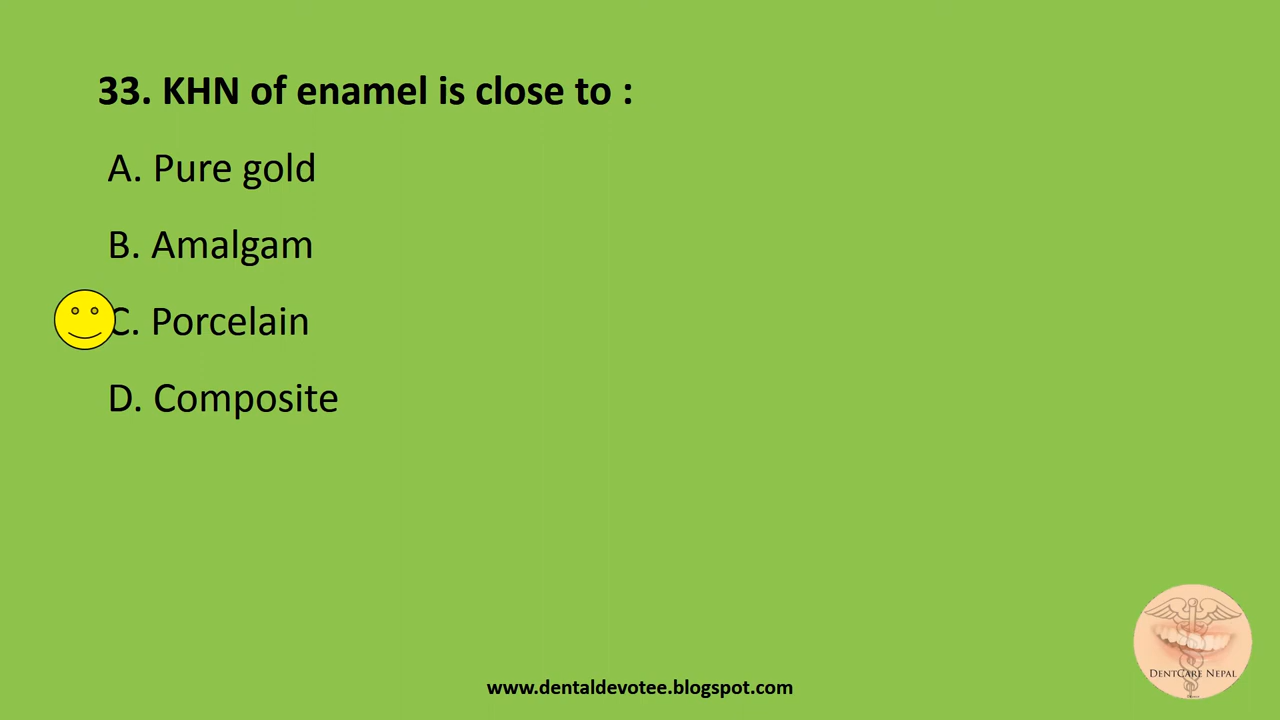 33. KHN of enamel is close to :
A. Pure gold
B. Amalgam
C. Porcelain
D. Composite
DENTCARE NEPAL
www.dentaldevotee.blogspot.com